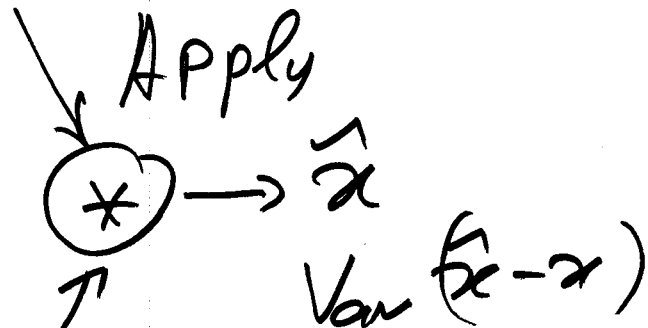 Apply
* → x̂
Var (x̂ - x)